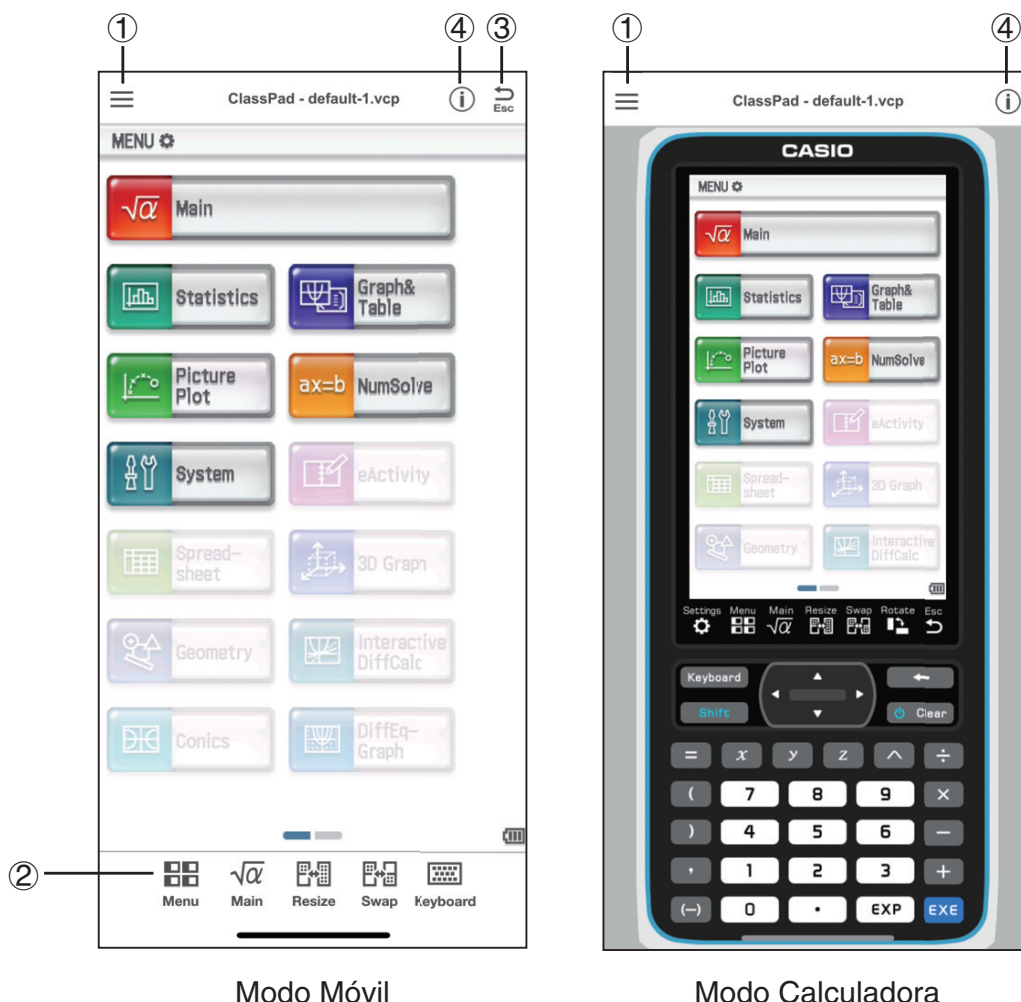 ① ④ ③
ClassPad - default-1.vcp
Esc
MENU
√α Main
Statistics
Graph&
Table
Picture
Plot
ax=b NumSolve
System
eActivity
Spread-
sheet
3D Graph
Geometry
Interactive
DiffCalc
Conics
DiffEq-
Graph
②
√α
Menu Main Resize Swap Keyboard
Modo Móvil
① ④
ClassPad - default-1.vcp
CASIO
MENU
√α Main
Statistics
Graph&
Table
Picture
Plot
ax=b NumSolve
System
eActivity
Spread-
sheet
3D Graph
Geometry
Interactive
DiffCalc
Settings Menu Main Resize Swap Rotate Esc
√α
Keyboard
Shift Clear
= x y z ^ ÷
( 7 8 9 ×
) 4 5 6 −
, 1 2 3 +
(−) 0 • EXP EXE
Modo Calculadora